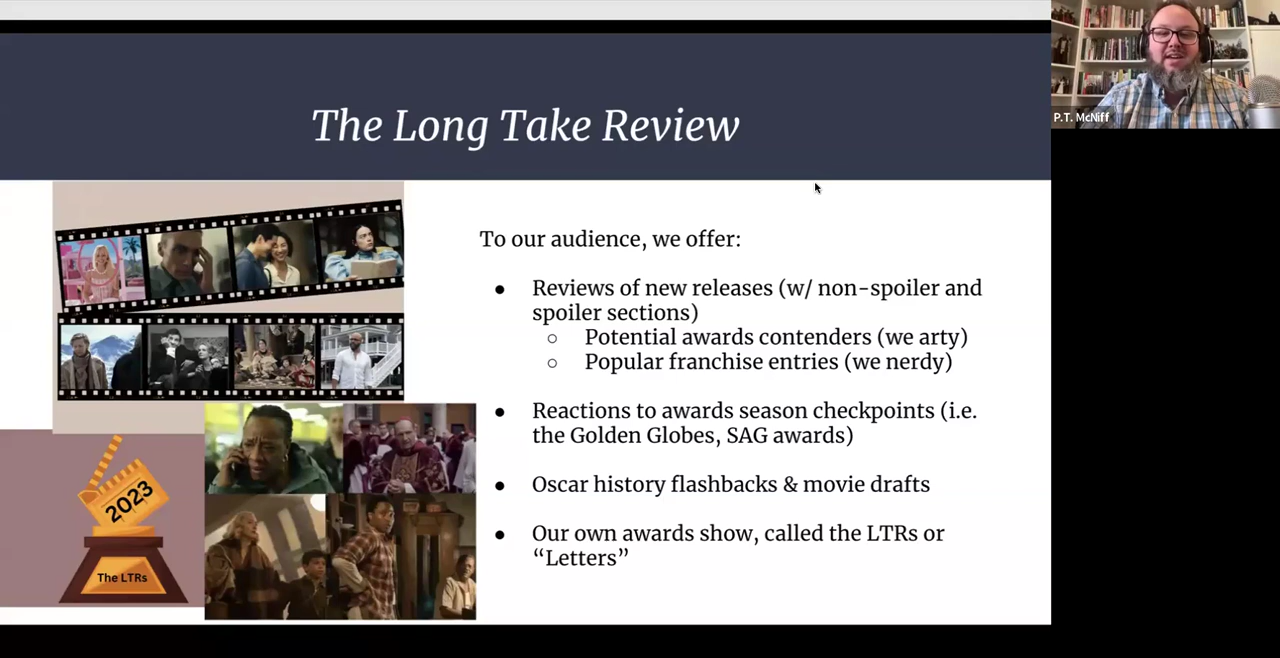 The Long Take Review
P.T. McNiff
To our audience, we offer:
● Reviews of new releases (w/ non-spoiler and
spoiler sections)
○ Potential awards contenders (we arty)
○ Popular franchise entries (we nerdy)
● Reactions to awards season checkpoints (i.e.
the Golden Globes, SAG awards)
● Oscar history flashbacks & movie drafts
● Our own awards show, called the LTRs or
“Letters”
2023
The LTRs